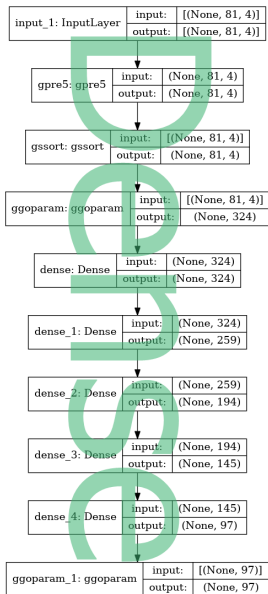 input_1: InputLayer input: [(None, 81, 4)]
output: [(None, 81, 4)]
gpre5: gpre5 input: (None, 81, 4)
output: (None, 81, 4)
gssort: gssort input: [(None, 81, 4)]
output: (None, 81, 4)
ggoparam: ggoparam input: [(None, 81, 4)]
output: (None, 324)
dense: Dense input: (None, 324)
output: (None, 324)
dense_1: Dense input: (None, 324)
output: (None, 259)
dense_2: Dense input: (None, 259)
output: (None, 194)
dense_3: Dense input: (None, 194)
output: (None, 145)
dense_4: Dense input: (None, 145)
output: (None, 97)
ggoparam_1: ggoparam input: [(None, 97)]
output: (None, 97)
Dense